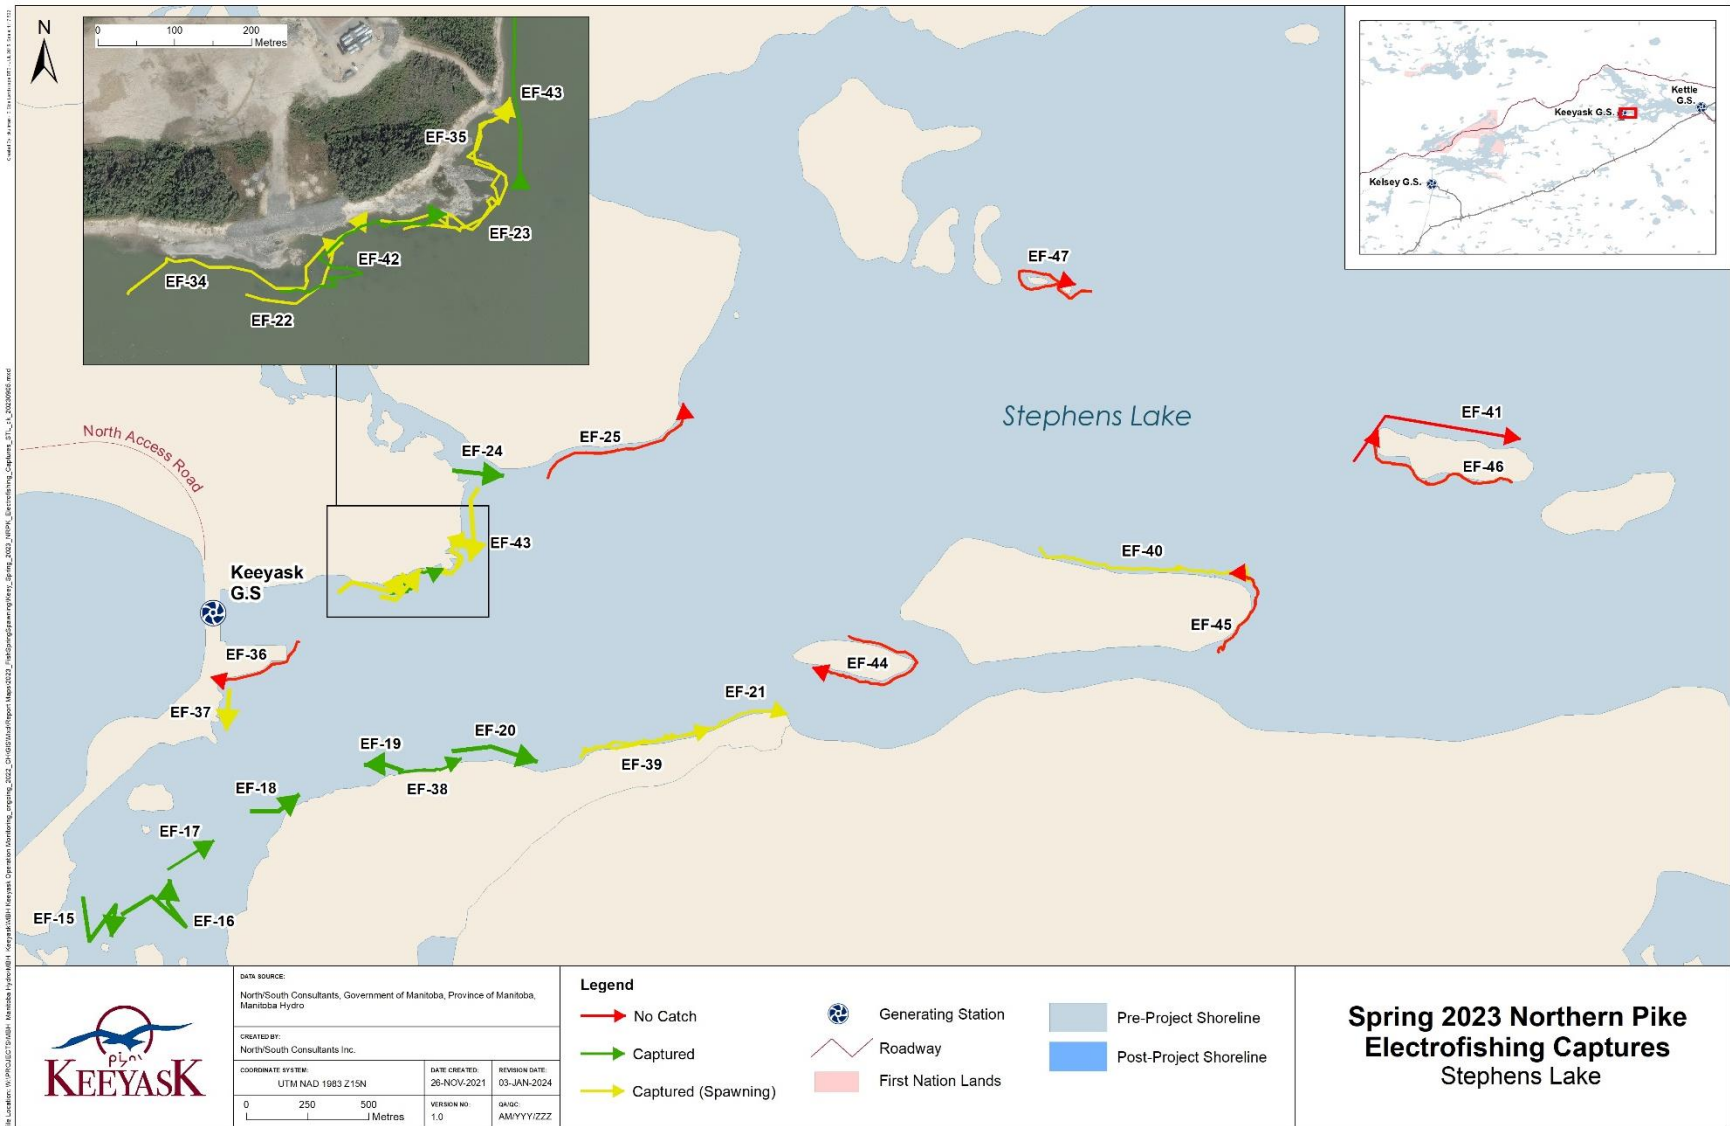 N
0 100 200
Metres
EF-43
EF-35
EF-23
EF-42
EF-34
EF-22
Kettle
G.S.
Keeyask G.S.
Kelsey G.S.
EF-47
Stephens Lake
EF-41
EF-46
North Access Road
EF-25
EF-24
EF-43
EF-40
Keeyask
G.S
EF-45
EF-36
EF-44
EF-37
EF-21
EF-20
EF-19
EF-39
EF-38
EF-18
EF-17
EF-15
EF-16
KEEYASK
DATA SOURCE:
North/South Consultants, Government of Manitoba, Province of Manitoba,
Manitoba Hydro
CREATED BY:
North/South Consultants Inc.
COORDINATE SYSTEM:
UTM NAD 1983 Z15N
DATE CREATED:
26-NOV-2021
REVISION DATE:
03-JAN-2024
0 250 500
Metres
VERSION NO:
1.0
QA/QC:
AM/YYY/ZZZ
Legend
No Catch
Captured
Captured (Spawning)
Generating Station
Roadway
First Nation Lands
Pre-Project Shoreline
Post-Project Shoreline
Spring 2023 Northern Pike
Electrofishing Captures
Stephens Lake